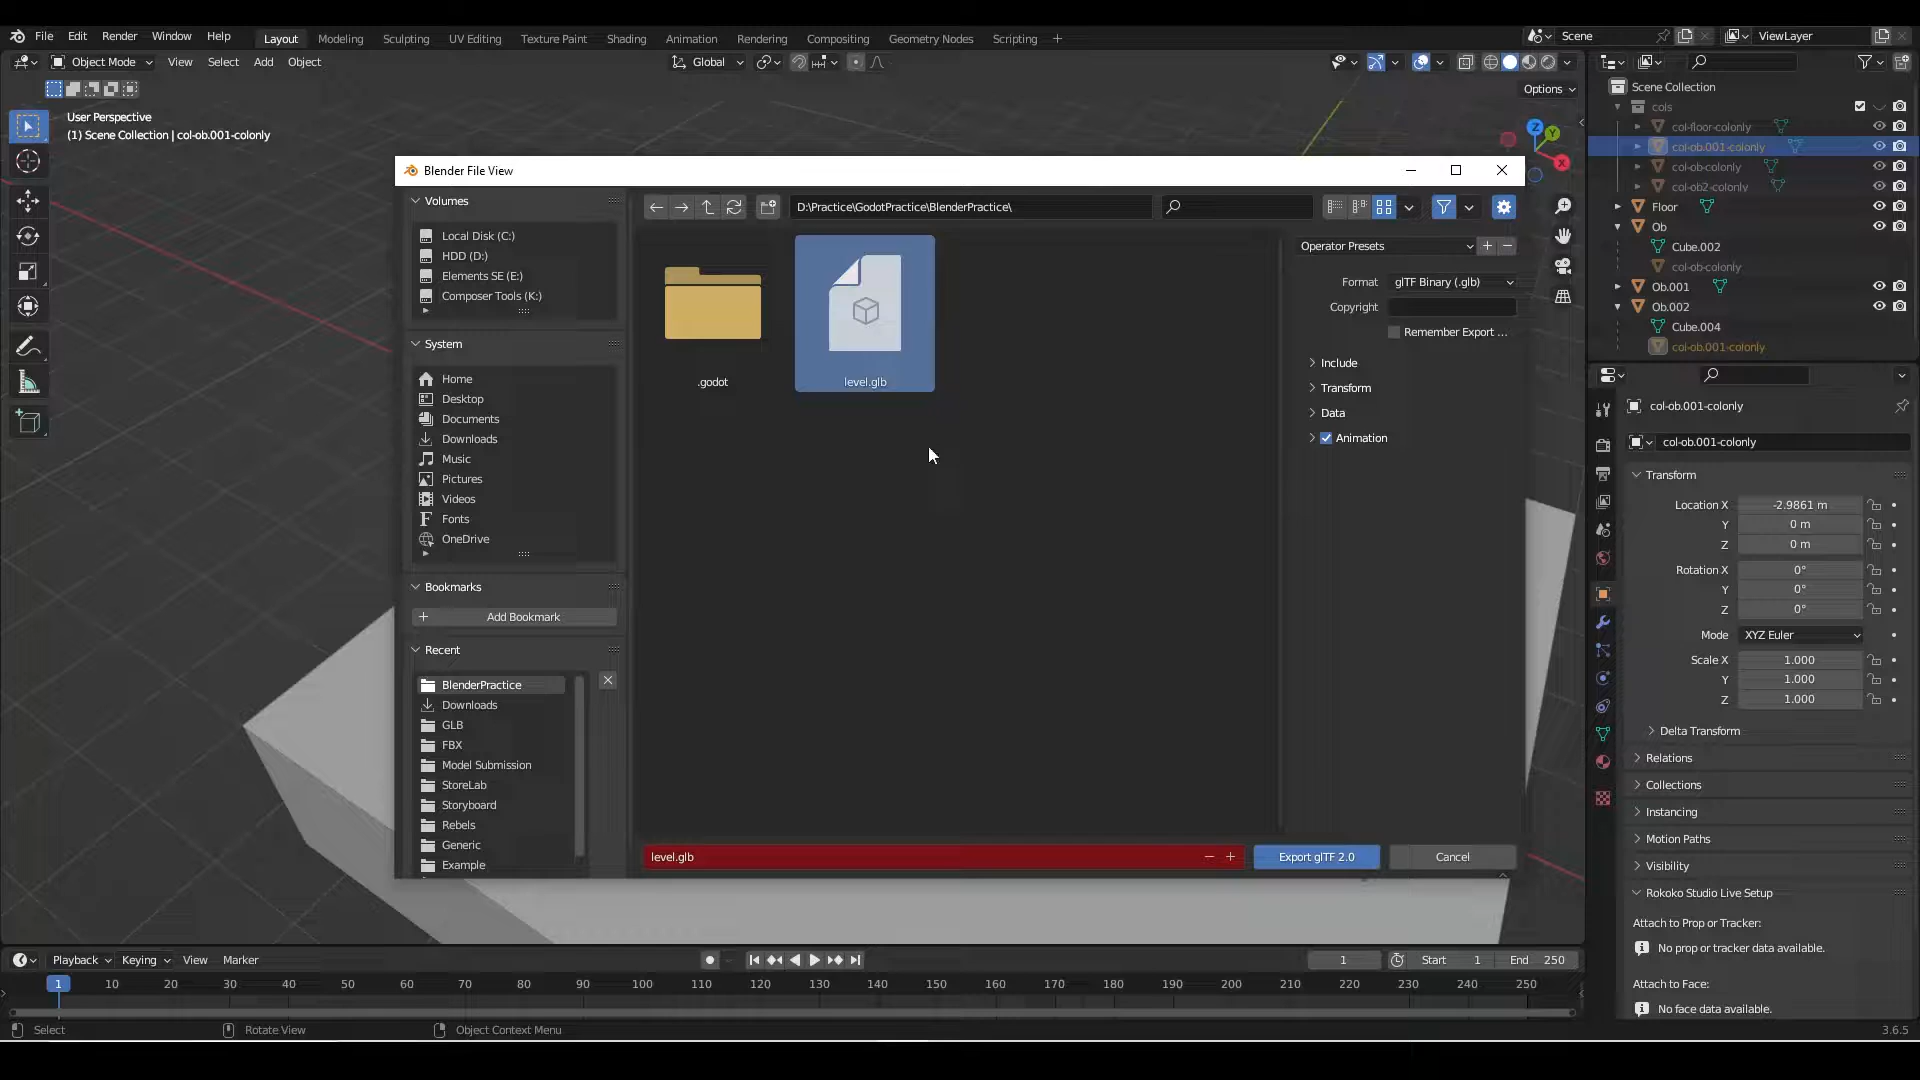 File Edit Render Window Help Layout Modeling Sculpting UV Editing Texture Paint Shading Animation Rendering Compositing Geometry Nodes Scripting + Scene ViewLayer
Object Mode View Select Add Object Global
Options
User Perspective
(1) Scene Collection | col-ob.001-colonly
Blender File View
Volumes
Local Disk (C:)
HDD (D:)
Elements SE (E:)
Composer Tools (K:)
System
Home
Desktop
Documents
Downloads
Music
Pictures
Videos
Fonts
OneDrive
Bookmarks
Add Bookmark
Recent
BlenderPractice
Downloads
GLB
FBX
Model Submission
StoreLab
Storyboard
Rebels
Generic
Example
D:\Practice\GodotPractice\BlenderPractice\
.godot
level.glb
level.glb
Operator Presets
Format glTF Binary (.glb)
Copyright
Remember Export ...
Include
Transform
Data
Animation
Export glTF 2.0
Cancel
Z
Y
X
Scene Collection
cols
col-floor-colonly
col-ob.001-colonly
col-ob-colonly
col-ob2-colonly
Floor
Ob
Cube.002
col-ob-colonly
Ob.001
Ob.002
Cube.004
col-ob.001-colonly
col-ob.001-colonly
col-ob.001-colonly
Transform
Location X -2.9861 m
Y 0 m
Z 0 m
Rotation X 0°
Y 0°
Z 0°
Mode XYZ Euler
Scale X 1.000
Y 1.000
Z 1.000
Delta Transform
Relations
Collections
Instancing
Motion Paths
Visibility
Rokoko Studio Live Setup
Attach to Prop or Tracker:
No prop or tracker data available.
Attach to Face:
No face data available.
Playback Keying View Marker 1 Start 1 End 250
1 10 20 30 40 50 60 70 80 90 100 110 120 130 140 150 160 170 180 190 200 210 220 230 240 250
Select Rotate View Object Context Menu 3.6.5